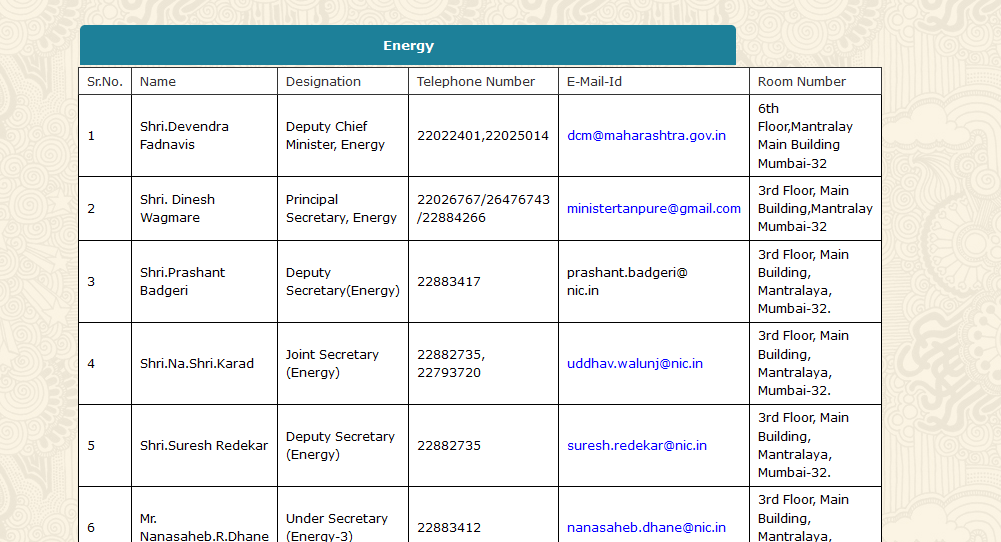 Energy
Sr.No. Name Designation Telephone Number E-Mail-Id Room Number
1
Shri.Devendra
Fadnavis
Deputy Chief
Minister, Energy
22022401,22025014
dcm@maharashtra.gov.in
6th
Floor,Mantralay
Main Building
Mumbai-32
2
Shri. Dinesh
Wagmare
Principal
Secretary, Energy
22026767/26476743
/22884266
ministertanpure@gmail.com
3rd Floor, Main
Building,Mantralay
Mumbai-32
3
Shri.Prashant
Badgeri
Deputy
Secretary(Energy)
22883417
prashant.badgeri@
nic.in
3rd Floor, Main
Building,
Mantralaya,
Mumbai-32.
4
Shri.Na.Shri.Karad
Joint Secretary
(Energy)
22882735,
22793720
uddhav.walunj@nic.in
3rd Floor, Main
Building,
Mantralaya,
Mumbai-32.
5
Shri.Suresh Redekar
Deputy Secretary
(Energy)
22882735
suresh.redekar@nic.in
3rd Floor, Main
Building,
Mantralaya,
Mumbai-32.
6
Mr.
Nanasaheb.R.Dhane
Under Secretary
(Energy-3)
22883412
nanasaheb.dhane@nic.in
3rd Floor, Main
Building,
Mantralaya,